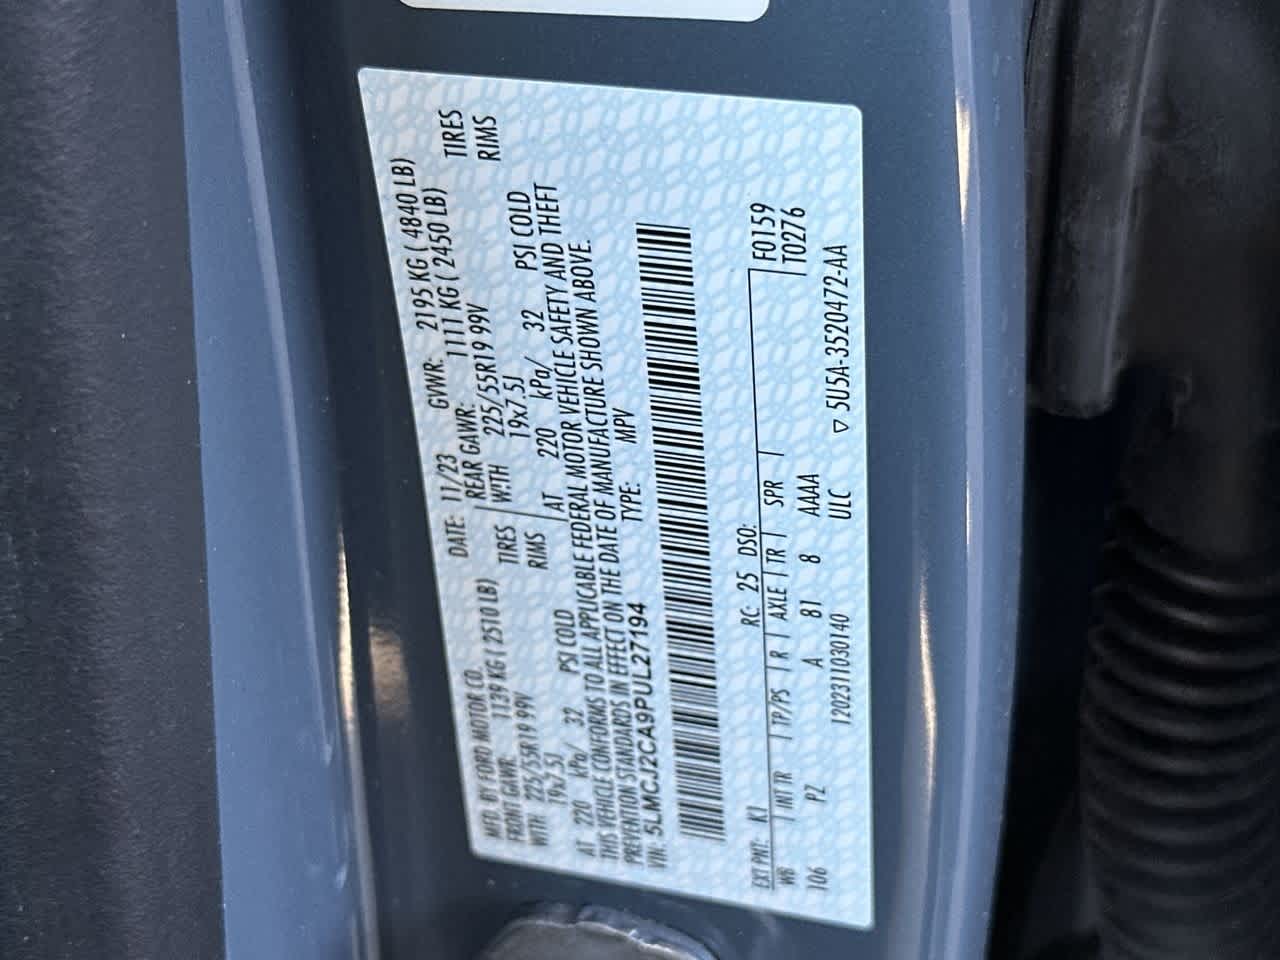 MFD. BY FORD MOTOR CO. DATE: 11/23 GVWR: 2195 KG ( 4840 LB)
FRONT GAWR: 1139 KG ( 2510 LB) REAR GAWR: 1111 KG ( 2450 LB)
WITH 225/55R19 99V TIRES WITH 225/55R19 99V TIRES
19x7.5J RIMS 19x7.5J RIMS
AT 220 kPa/ 32 PSI COLD AT 220 kPa/ 32 PSI COLD
THIS VEHICLE CONFORMS TO ALL APPLICABLE FEDERAL MOTOR VEHICLE SAFETY AND THEFT
PREVENTION STANDARDS IN EFFECT ON THE DATE OF MANUFACTURE SHOWN ABOVE.
VIN: 5LMCJ2CA9PUL27194 TYPE: MPV
F0159
EXT PNT: K1 RC: 25 DSO: T0276
WB INT TR TP/PS R AXLE TR SPR
106 PZ A 81 8 AAAA
12023110301​40 ULC ▽ 5U5A-3520472-AA